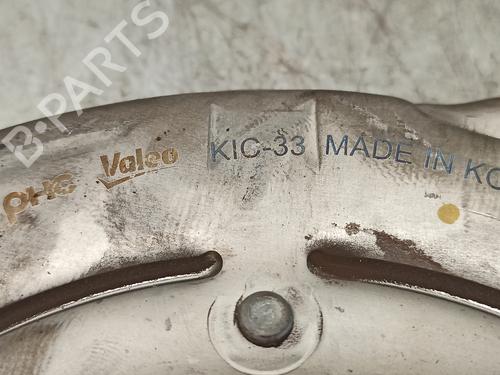 B-PARTS
PHC Valeo KIC-33 MADE IN KO